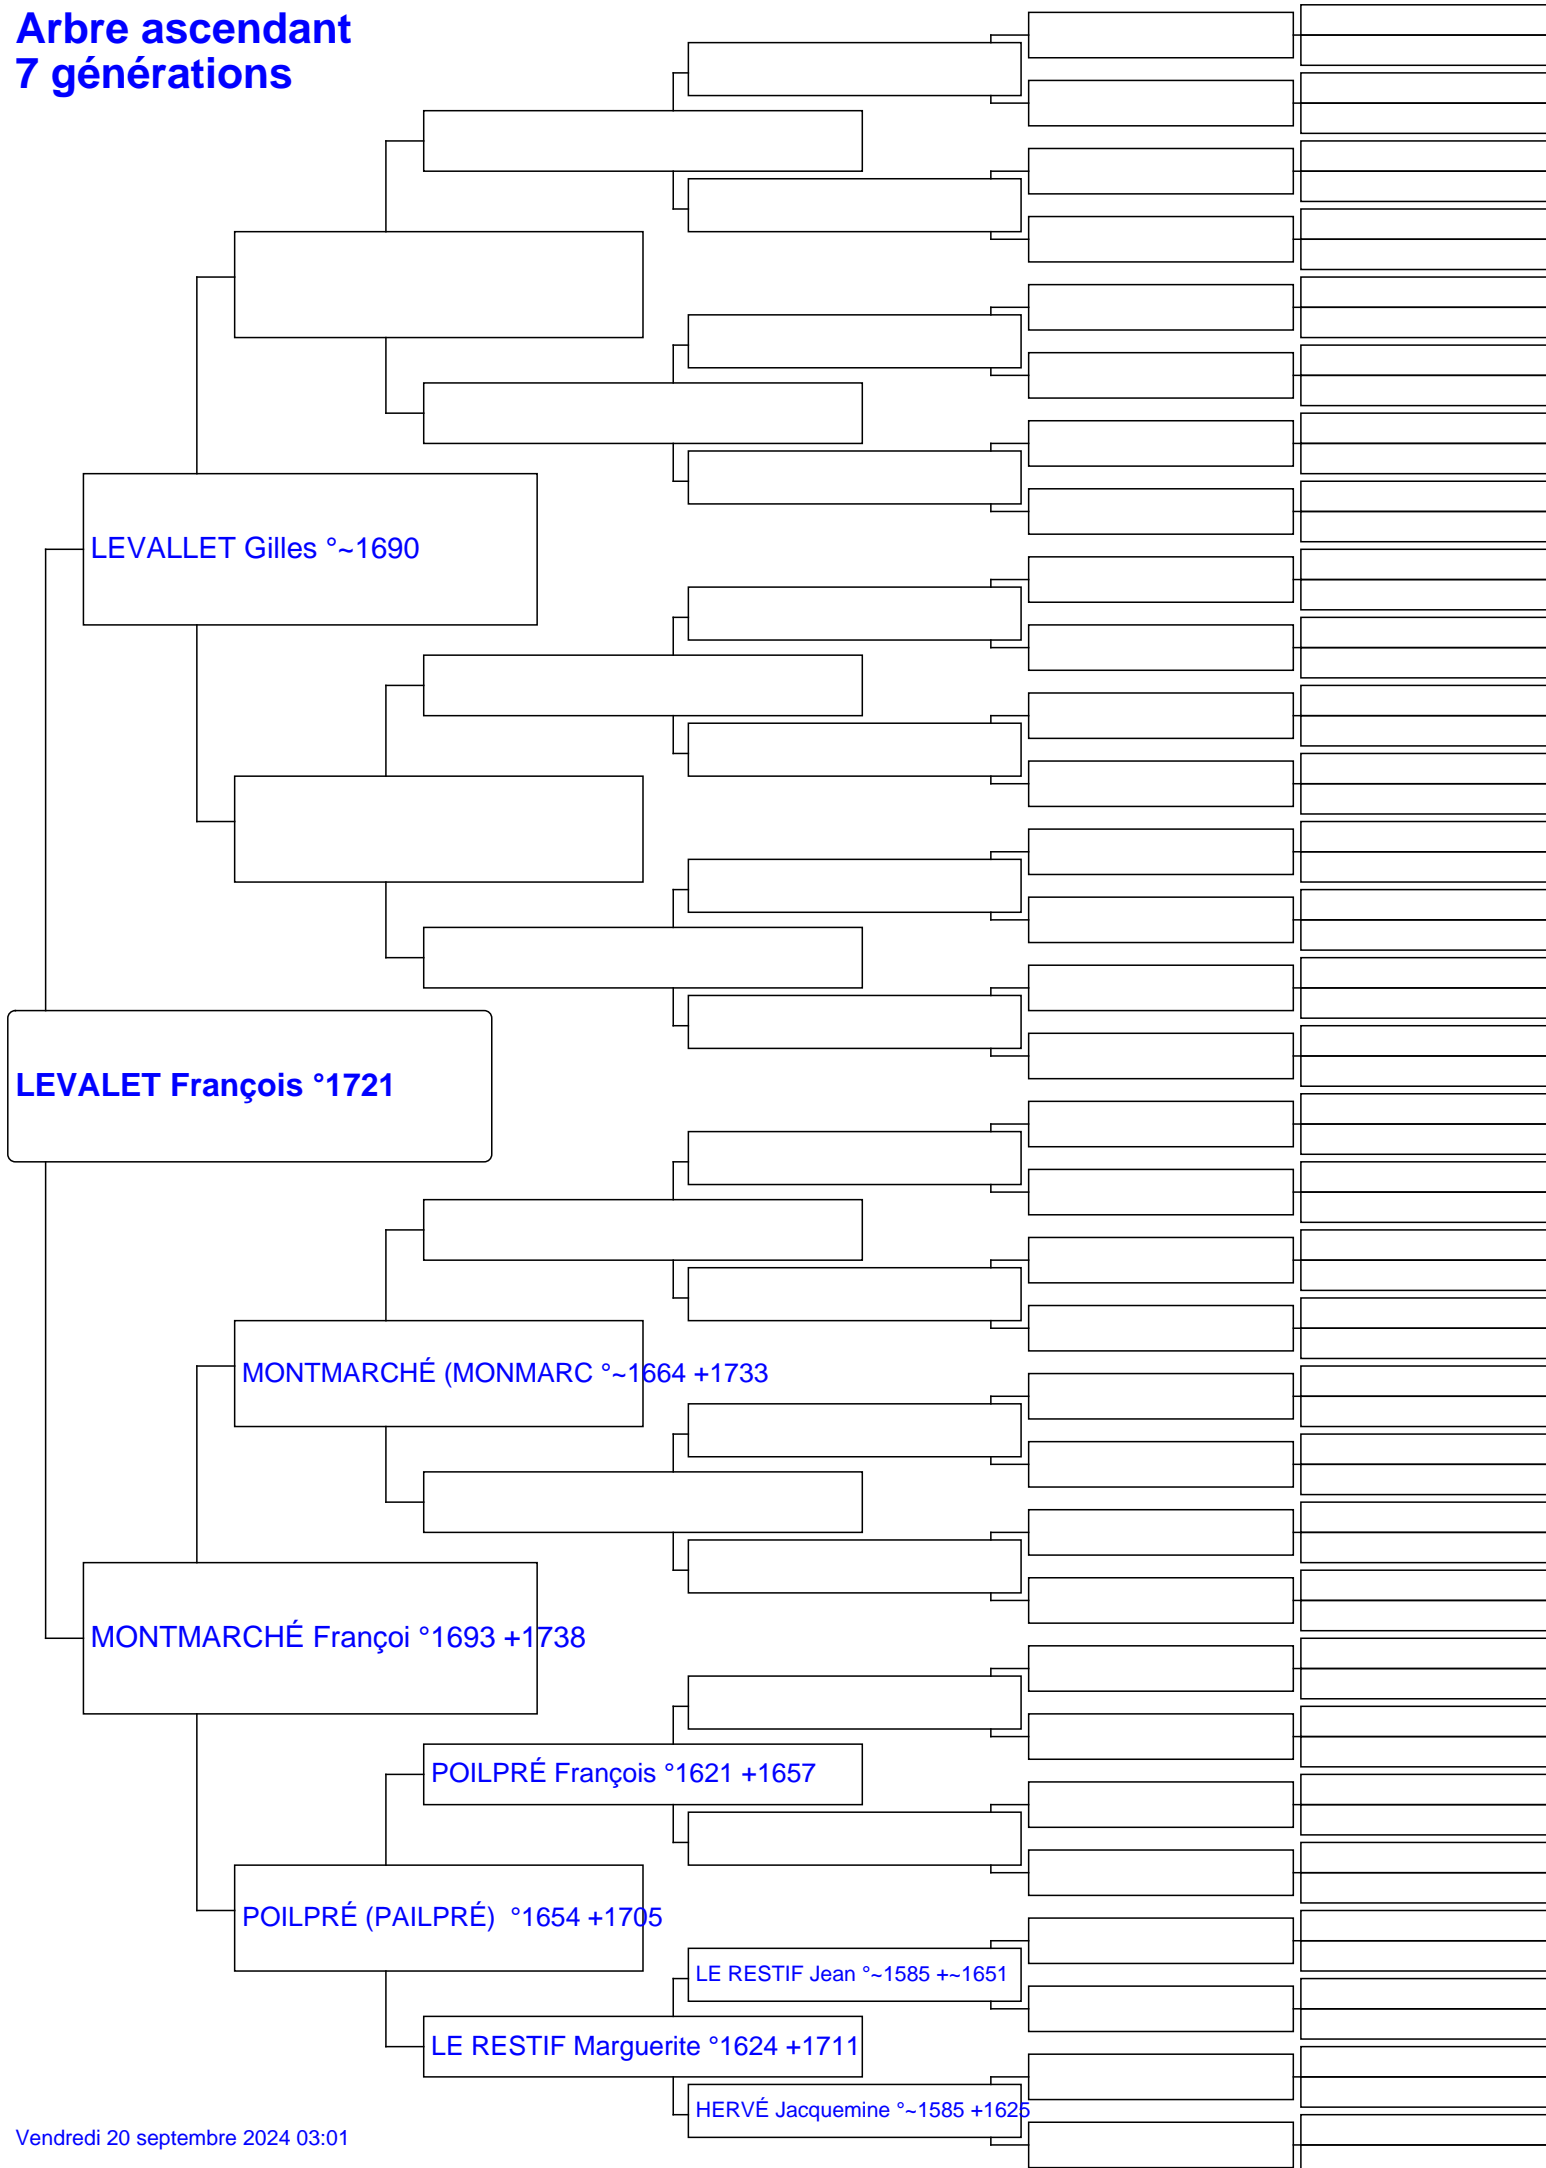 Arbre ascendant
7 générations
LEVALLET Gilles °~1690
LEVALET François °1721
MONTMARCHÉ (MONMARC °~1664 +1733
MONTMARCHÉ Françoi °1693 +1738
POILPRÉ François °1621 +1657
POILPRÉ (PAILPRÉ)  °1654 +1705
LE RESTIF Jean °~1585 +~1651
LE RESTIF Marguerite °1624 +1711
HERVÉ Jacquemine °~1585 +1625
Vendredi 20 septembre 2024 03:01